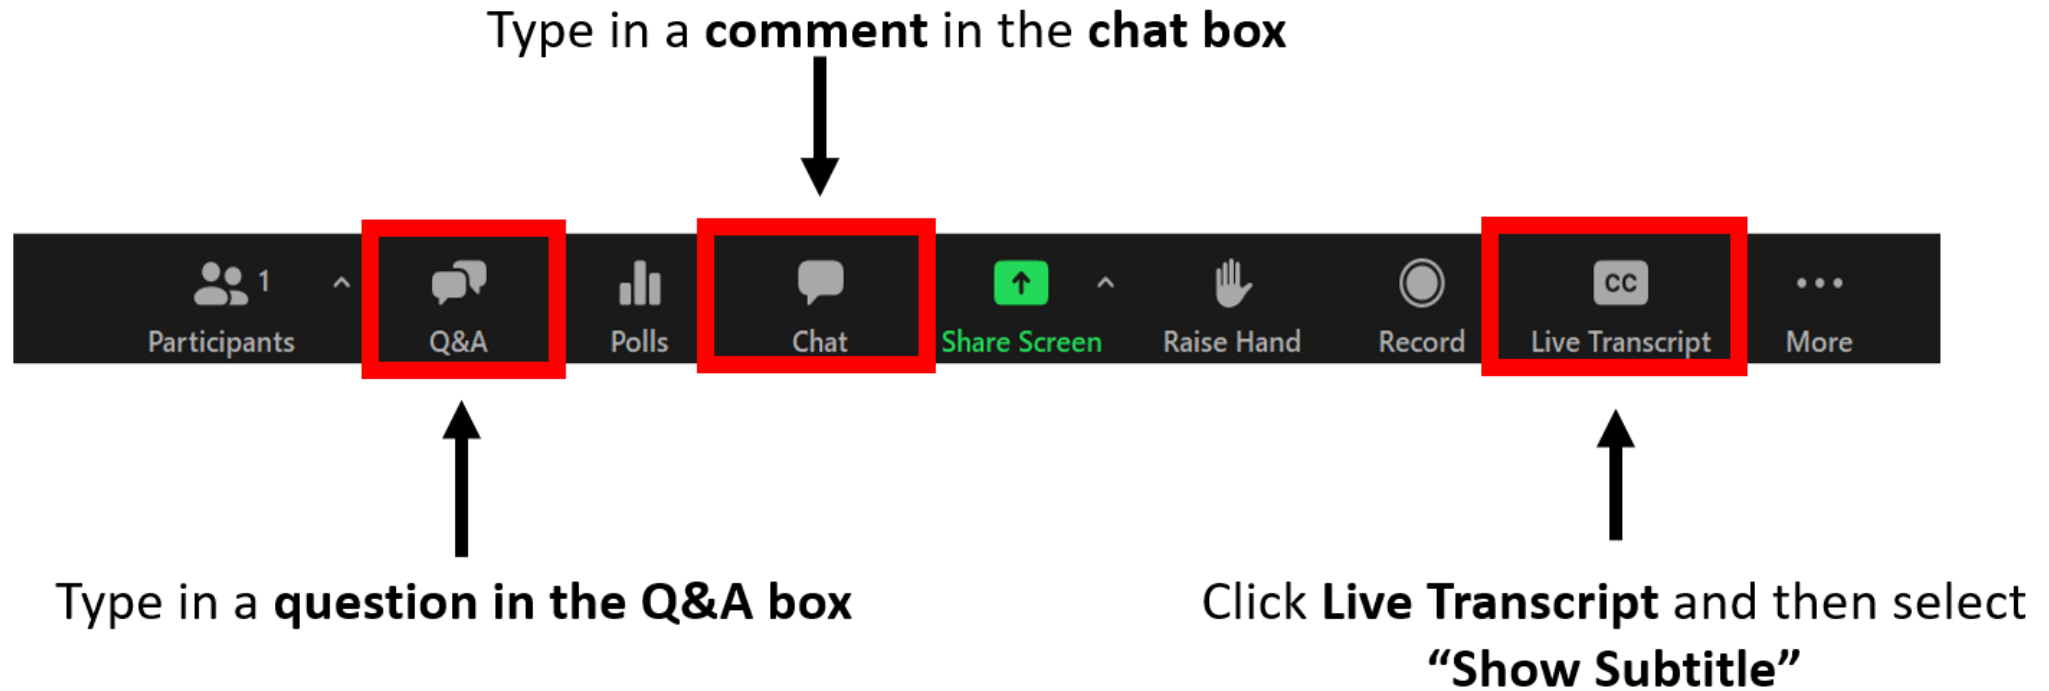 Type in a comment in the chat box
1
Participants
Q&A
Polls
Chat
Share Screen
Raise Hand
Record
CC
Live Transcript
More
Type in a question in the Q&A box
Click Live Transcript and then select
“Show Subtitle”